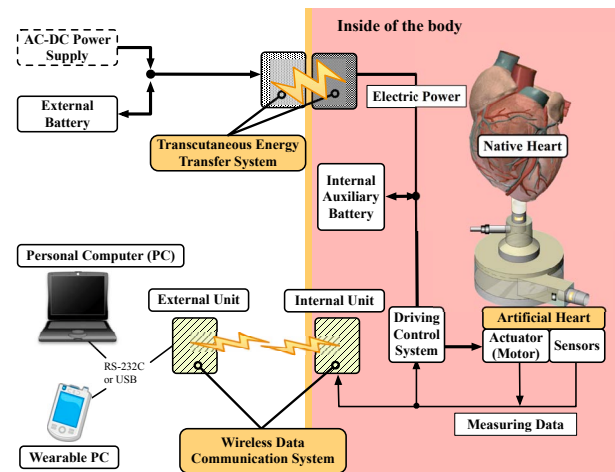 Inside of the body
AC-DC Power
Supply
External
Battery
Electric Power
Transcutaneous Energy
Transfer System
Native Heart
Internal
Auxiliary
Battery
Personal Computer (PC)
External Unit
Internal Unit
Driving
Control
System
Artificial Heart
Actuator
(Motor)
Sensors
RS-232C
or USB
Measuring Data
Wireless Data
Communication System
Wearable PC